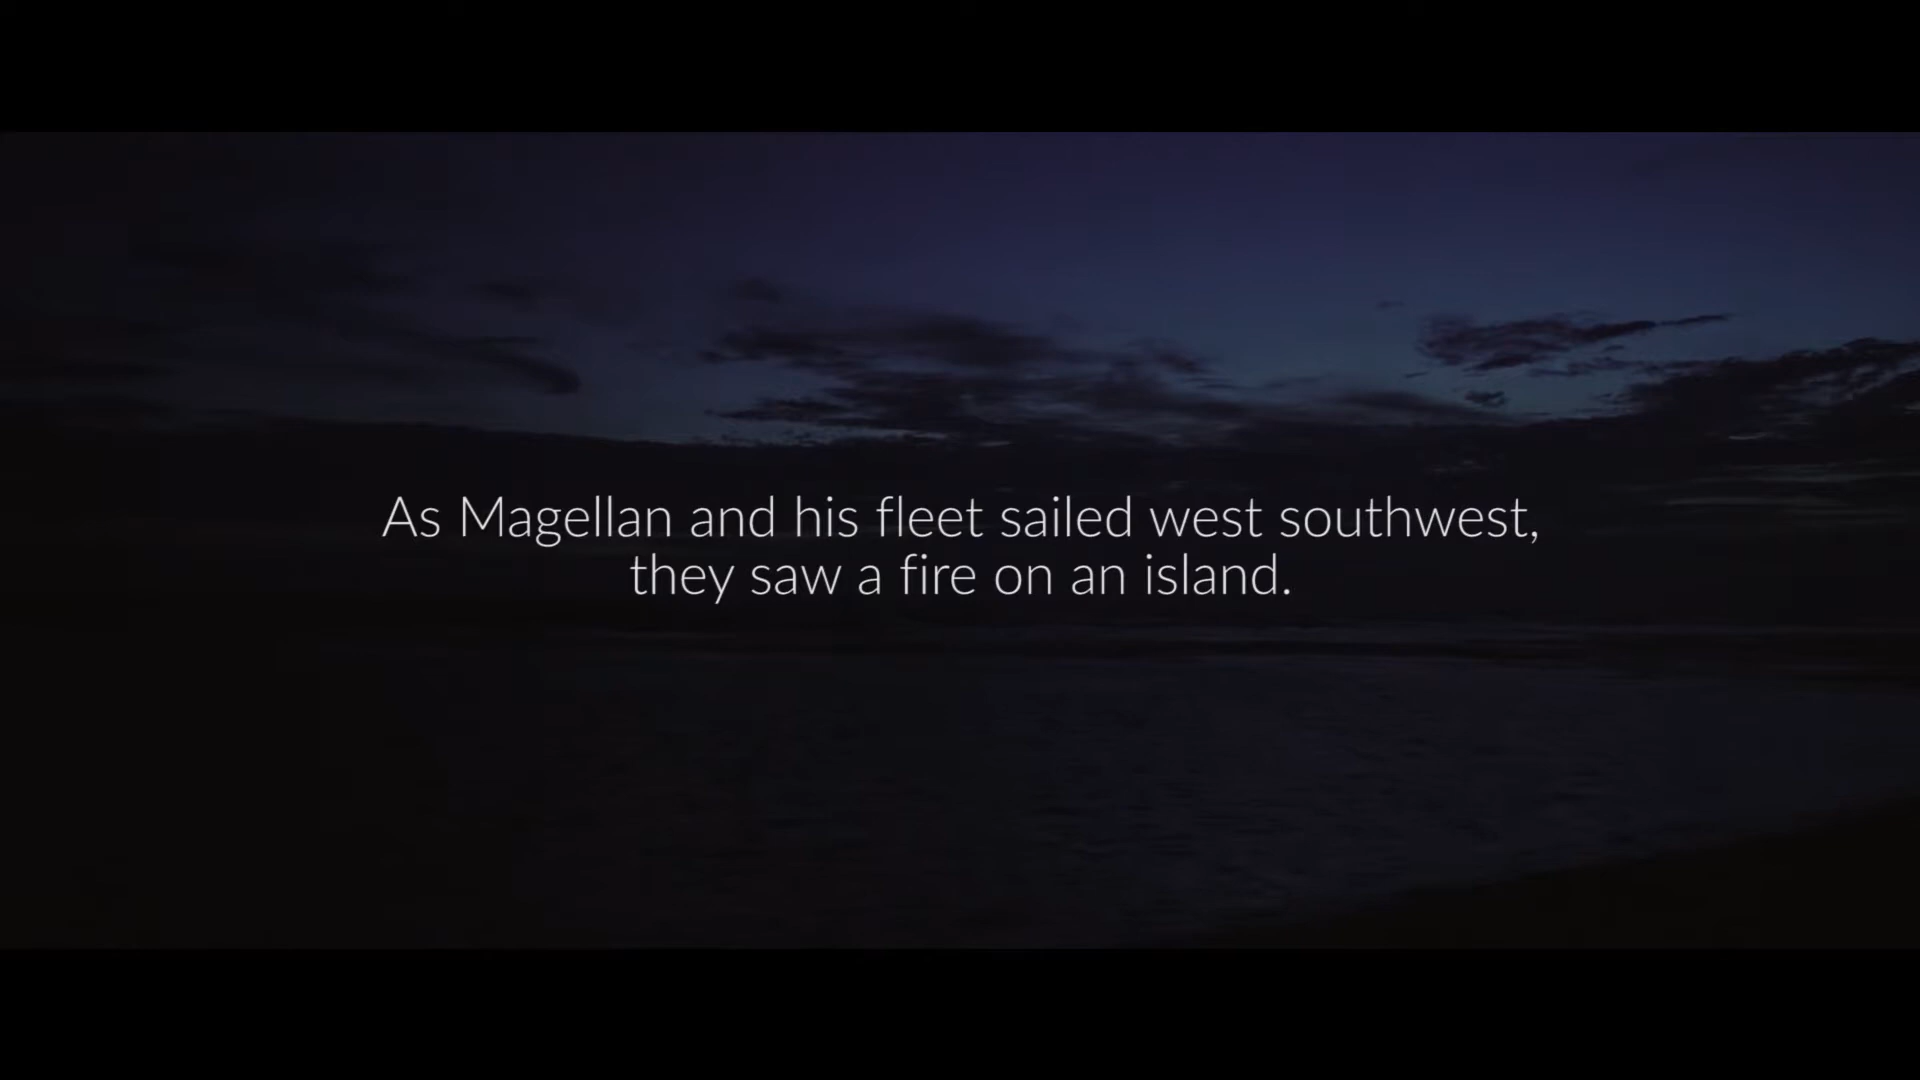 As Magellan and his fleet sailed west southwest,
they saw a fire on an island.